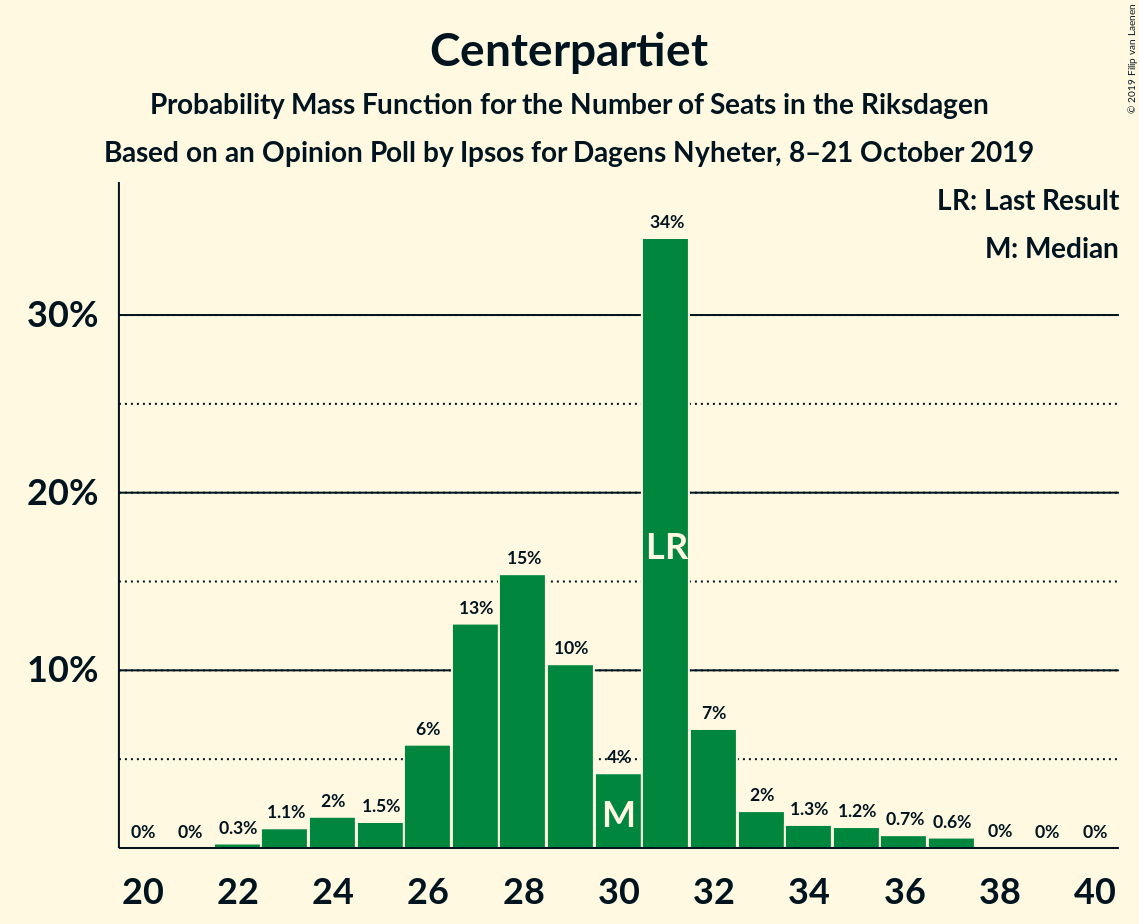 Centerpartiet
Probability Mass Function for the Number of Seats in the Riksdagen
Based on an Opinion Poll by Ipsos for Dagens Nyheter, 8–21 October 2019
© 2019 Filip van Laenen
LR: Last Result
M: Median
30%
20%
10%
0%
0%
0.3%
1.1%
2%
1.5%
6%
13%
15%
10%
4%
34%
7%
2%
1.3%
1.2%
0.7%
0.6%
0%
0%
0%
LR
M
20 22 24 26 28 30 32 34 36 38 40